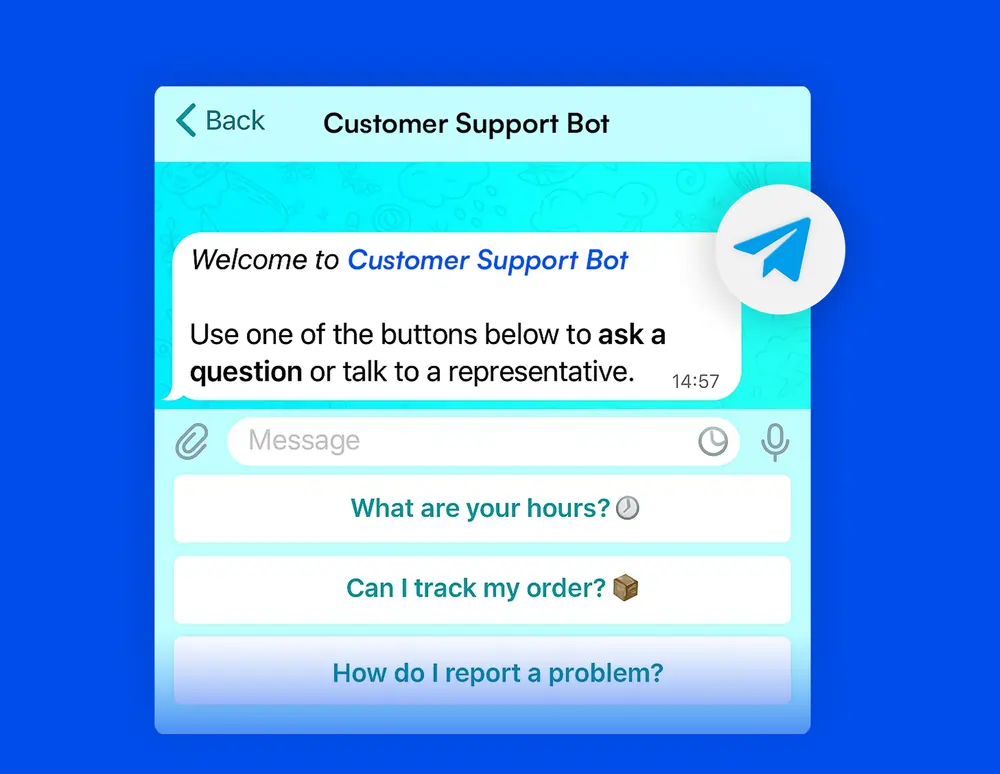 Back
Customer Support Bot
Welcome to Customer Support Bot
Use one of the buttons below to ask a
question or talk to a representative.
14:57
Message
What are your hours?
Can I track my order?
How do I report a problem?